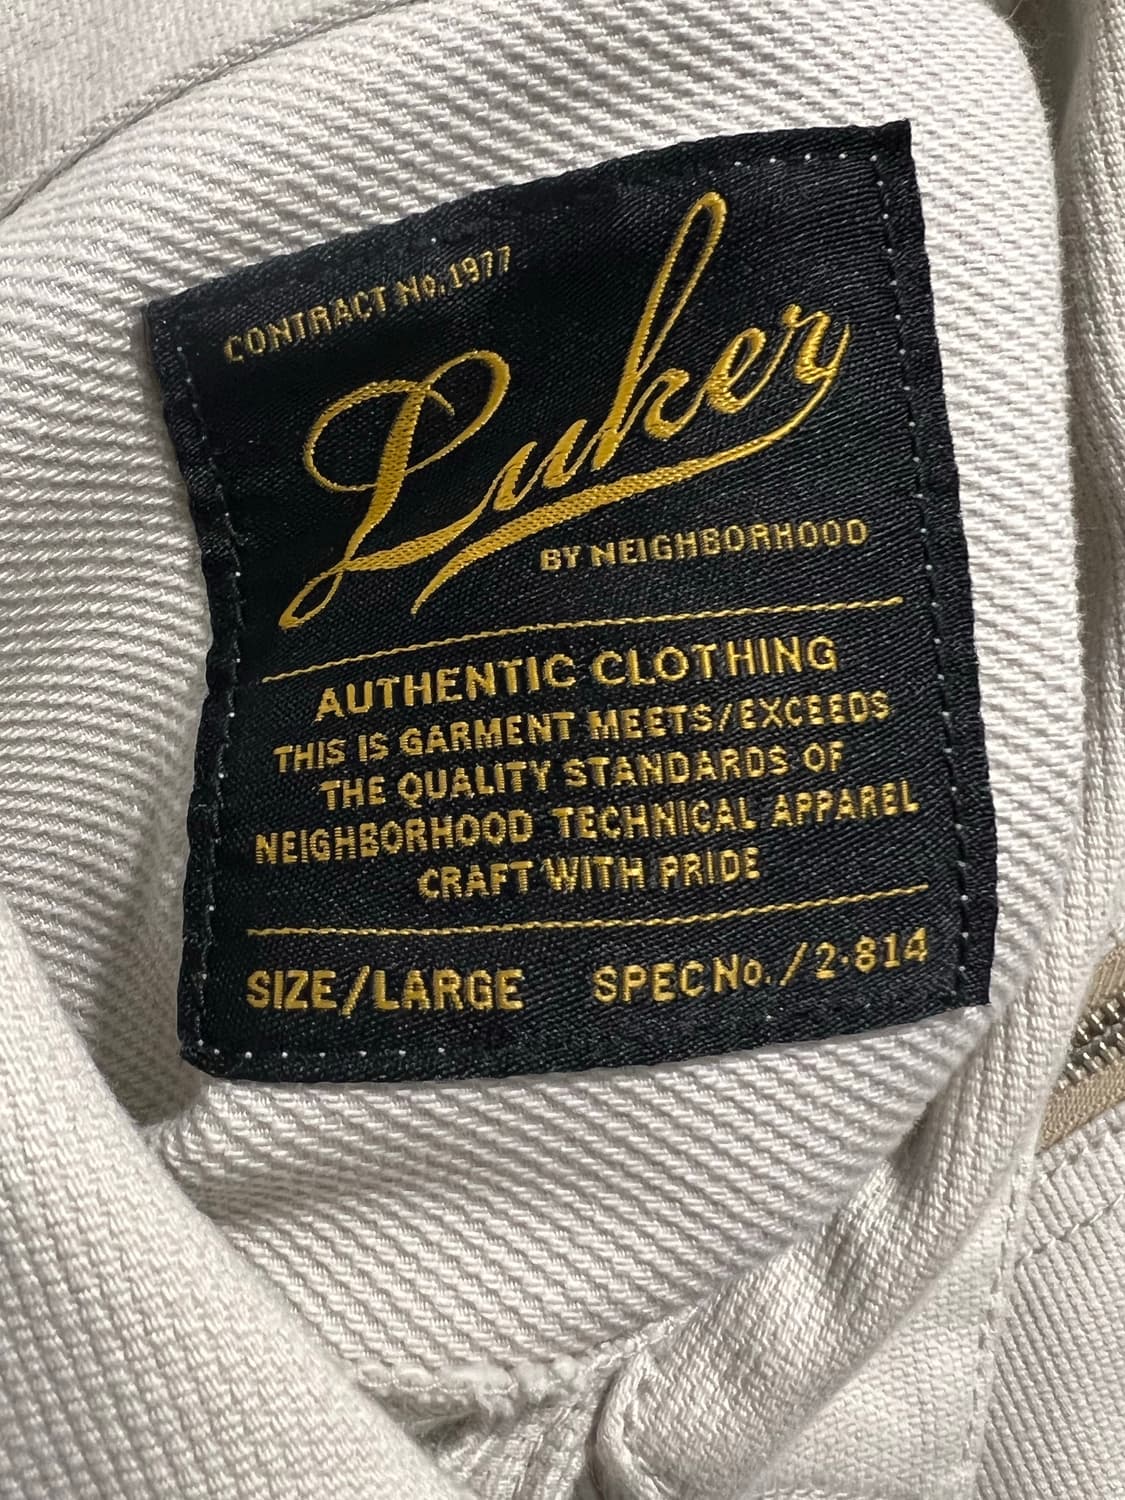 CONTRACT No.1977
Luker
BY NEIGHBORHOOD
AUTHENTIC CLOTHING
THIS IS GARMENT MEETS/EXCEEDS
THE QUALITY STANDARDS OF
NEIGHBORHOOD TECHNICAL APPAREL
CRAFT WITH PRIDE
SIZE/LARGE SPEC No./2-814